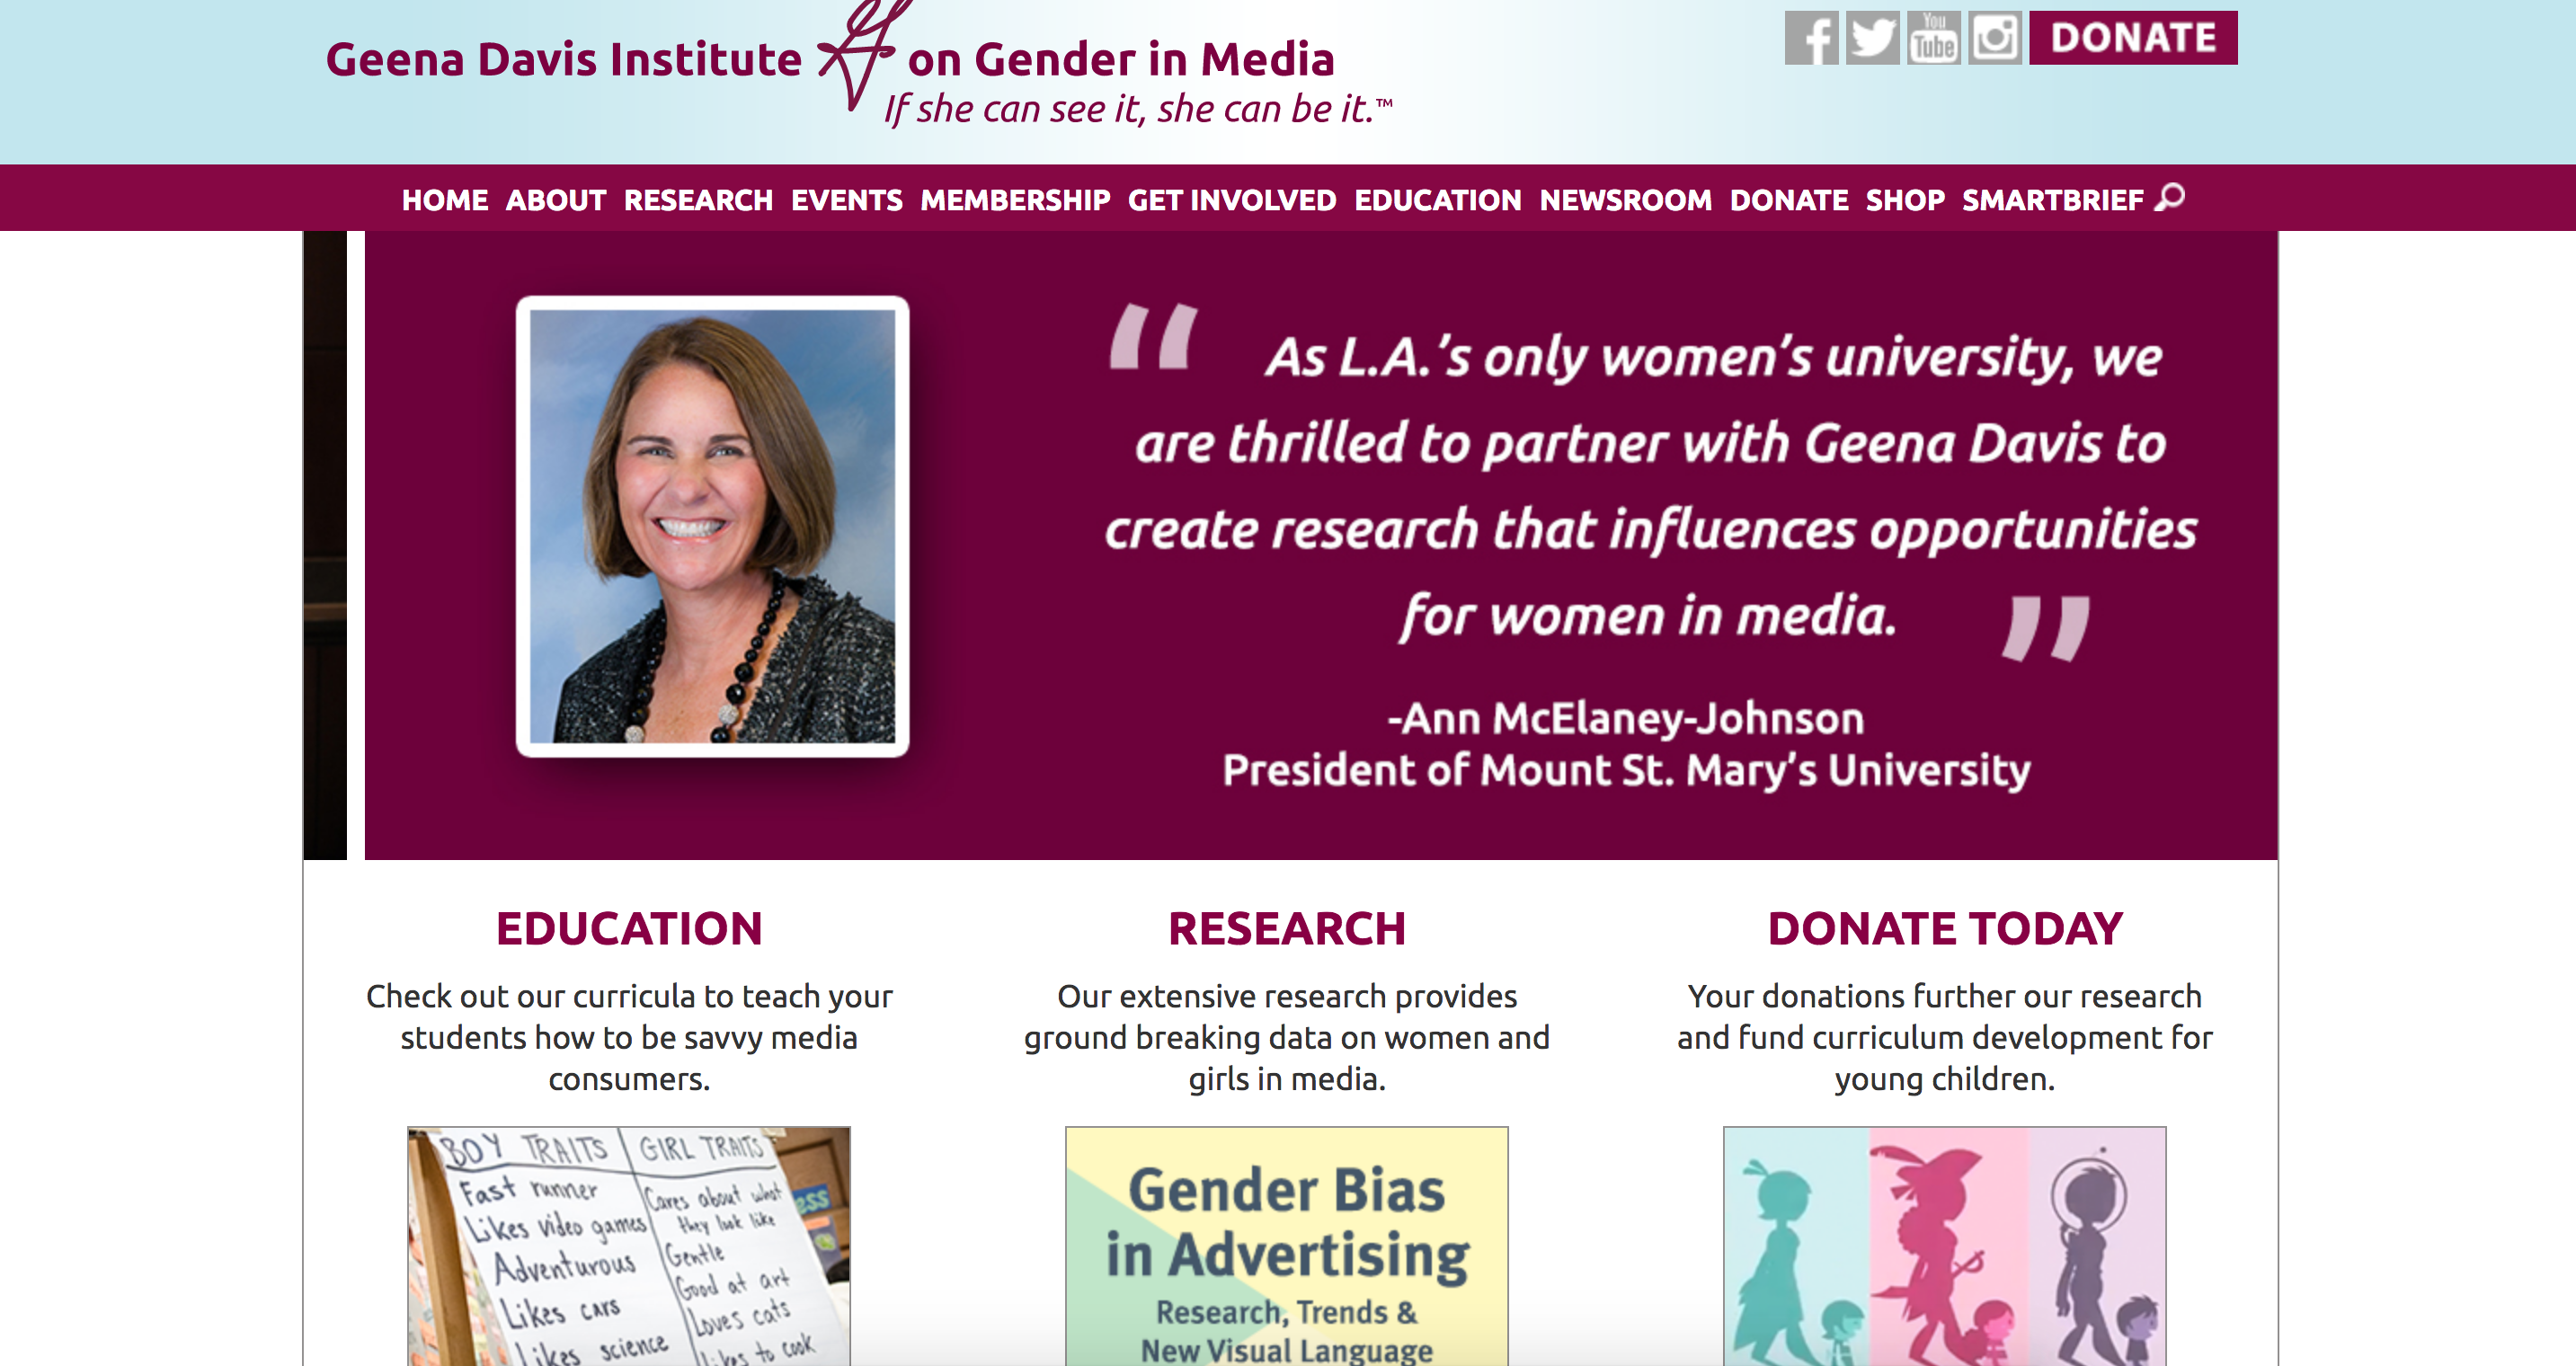 Geena Davis Institute on Gender in Media
If she can see it, she can be it.™
You
Tube
DONATE
HOME ABOUT RESEARCH EVENTS MEMBERSHIP GET INVOLVED EDUCATION NEWSROOM DONATE SHOP SMARTBRIEF
“ As L.A.’s only women’s university, we
are thrilled to partner with Geena Davis to
create research that influences opportunities
for women in media. ”
-Ann McElaney-Johnson
President of Mount St. Mary’s University
EDUCATION
Check out our curricula to teach your
students how to be savvy media
consumers.
BOY TRAITS GIRL TRAITS
Fast runner
Likes video games
Adventurous
Likes cars
Likes science
Cares about what
they look like
Gentle
Good at art
Loves cats
Likes to cook
RESEARCH
Our extensive research provides
ground breaking data on women and
girls in media.
Gender Bias
in Advertising
Research, Trends &
New Visual Language
DONATE TODAY
Your donations further our research
and fund curriculum development for
young children.